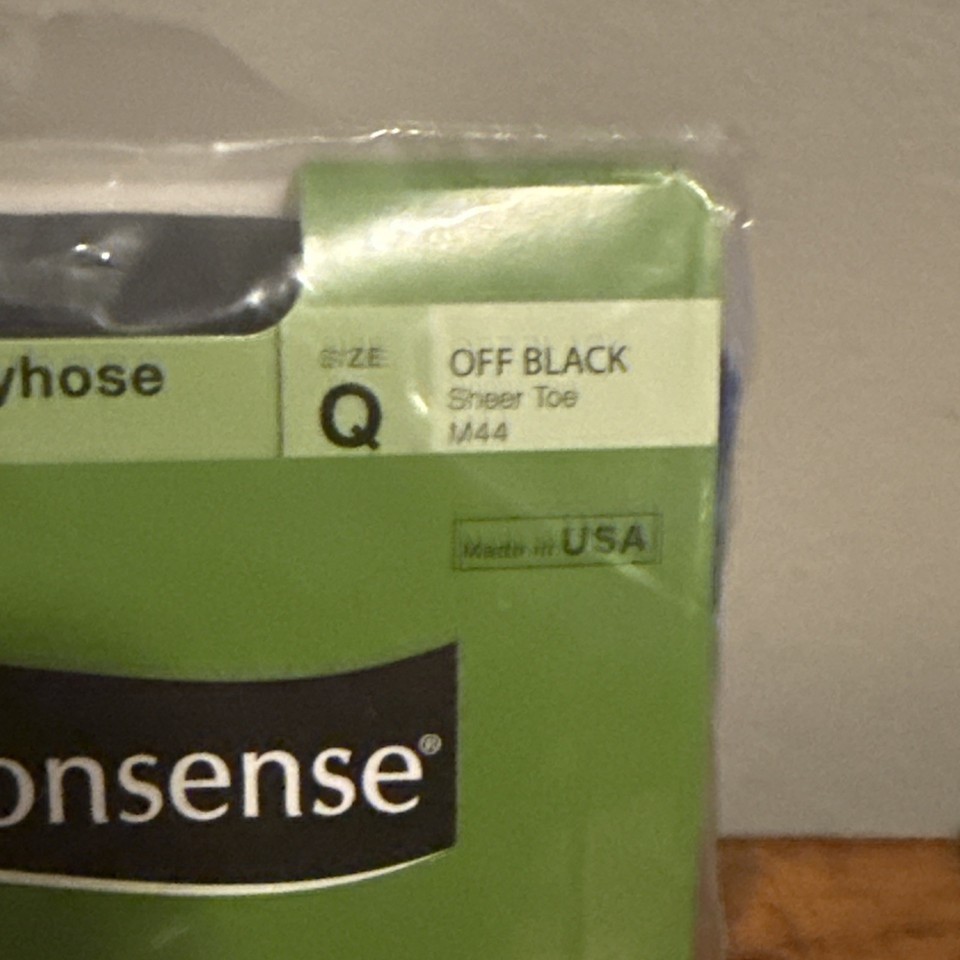 yhose
SIZE
Q
OFF BLACK
Sheer Toe
M44
Made in USA
onsense®